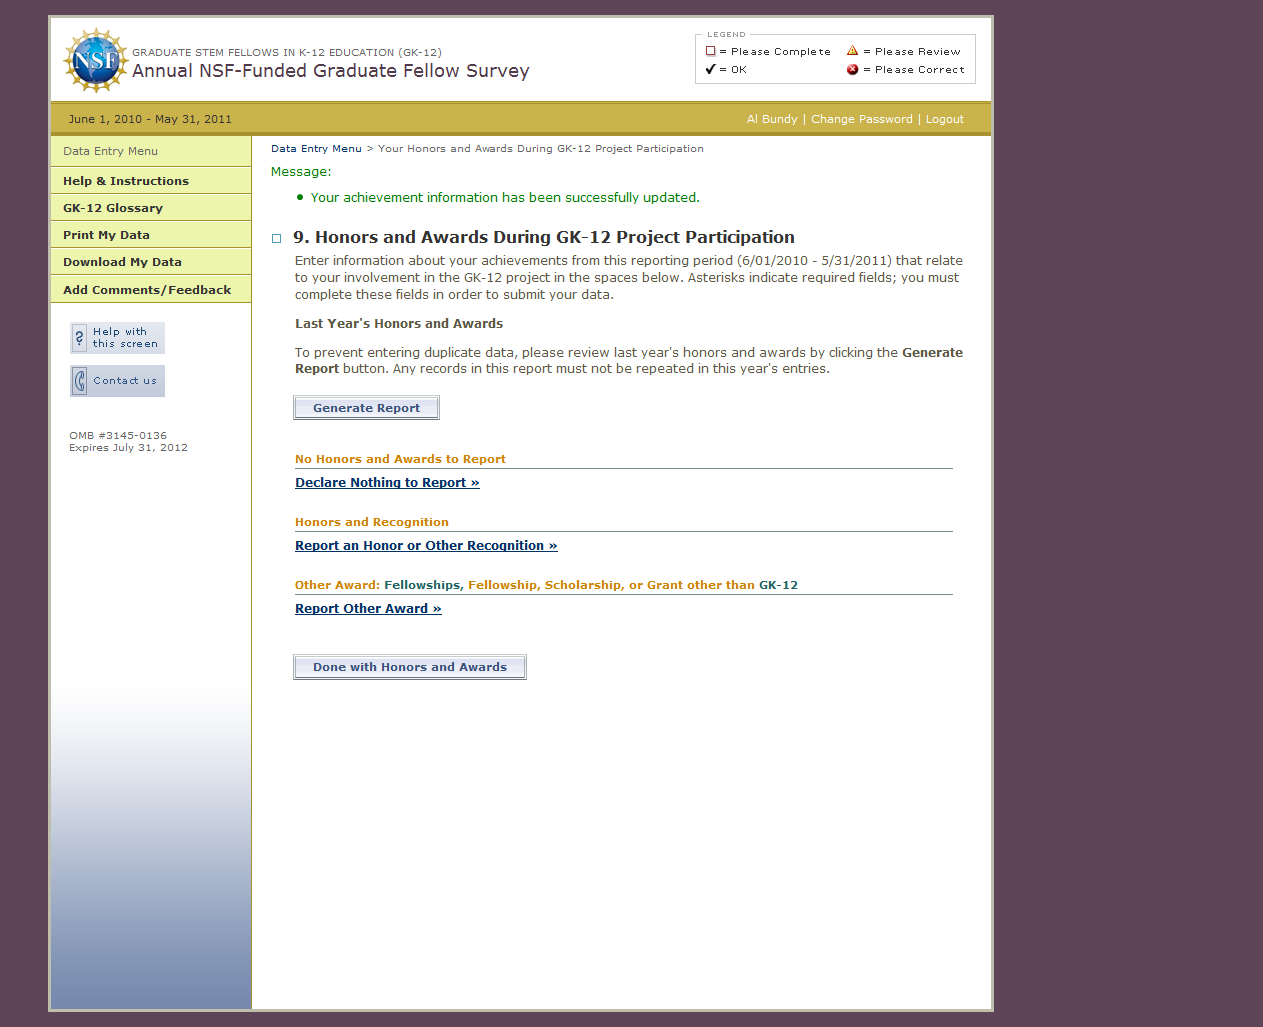 NSF
GRADUATE STEM FELLOWS IN K-12 EDUCATION (GK-12)
Annual NSF-Funded Graduate Fellow Survey
LEGEND
= Please Complete
= Please Review
= OK
= Please Correct
June 1, 2010 - May 31, 2011
Al Bundy | Change Password | Logout
Data Entry Menu
Help & Instructions
GK-12 Glossary
Print My Data
Download My Data
Add Comments/Feedback
Help with
this screen
Contact us
OMB #3145-0136
Expires July 31, 2012
Data Entry Menu > Your Honors and Awards During GK-12 Project Participation
Message:
• Your achievement information has been successfully updated.
9. Honors and Awards During GK-12 Project Participation
Enter information about your achievements from this reporting period (6/01/2010 - 5/31/2011) that relate
to your involvement in the GK-12 project in the spaces below. Asterisks indicate required fields; you must
complete these fields in order to submit your data.
Last Year's Honors and Awards
To prevent entering duplicate data, please review last year's honors and awards by clicking the Generate
Report button. Any records in this report must not be repeated in this year's entries.
Generate Report
No Honors and Awards to Report
Declare Nothing to Report »
Honors and Recognition
Report an Honor or Other Recognition »
Other Award: Fellowships, Fellowship, Scholarship, or Grant other than GK-12
Report Other Award »
Done with Honors and Awards